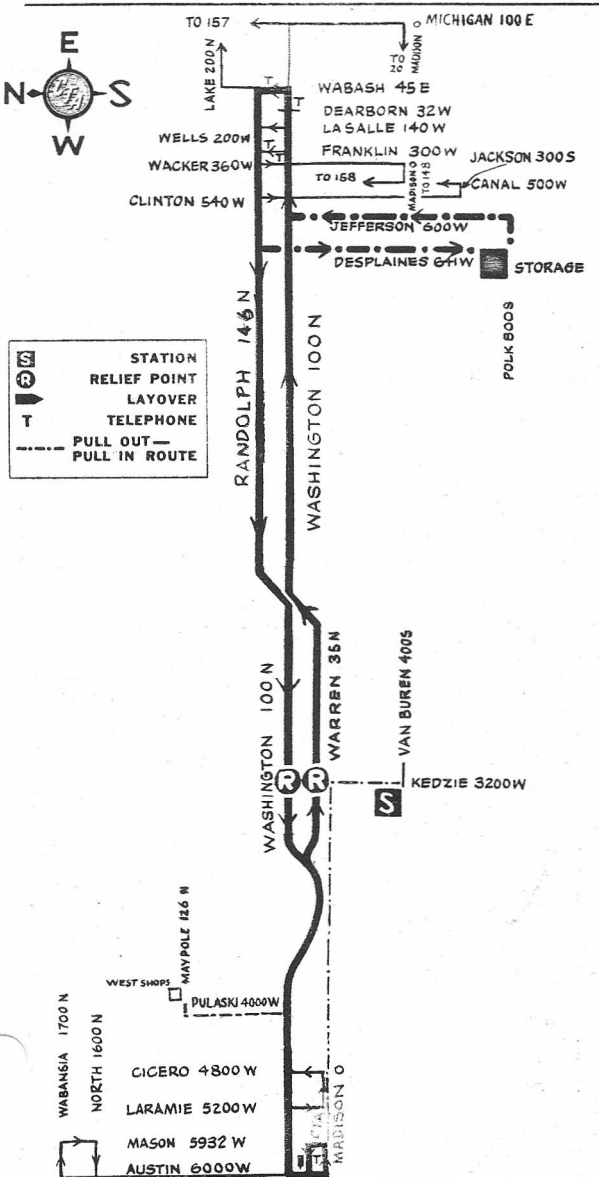 TO 157
MICHIGAN 100 E
LAKE 200 N
TO 20
MADISON O
E
N
S
W
T
WABASH 45 E
T
DEARBORN 32 W
LA SALLE 140 W
WELLS 200 W
T
FRANKLIN 300 W
T
WACKER 360 W
JACKSON 300 S
TO 158
MADISON O
TO 148
CANAL 500 W
CLINTON 540 W
JEFFERSON 600 W
DESPLAINES 644 W
STORAGE
POLK 800 S
RANDOLPH 146 N
WASHINGTON 100 N
S STATION
R RELIEF POINT
LAYOVER
T TELEPHONE
PULL OUT—
PULL IN ROUTE
WASHINGTON 100 N
WARREN 35 N
VAN BUREN 400 S
R
R
KEDZIE 3200 W
S
MAYPOLE 126 N
WEST SHOPS
PULASKI 4000 W
WABANSIA 1700 N
NORTH 1600 N
CICERO 4800 W
MADISON O
LARAMIE 5200 W
MASON 5932 W
T
AUSTIN 6000 W